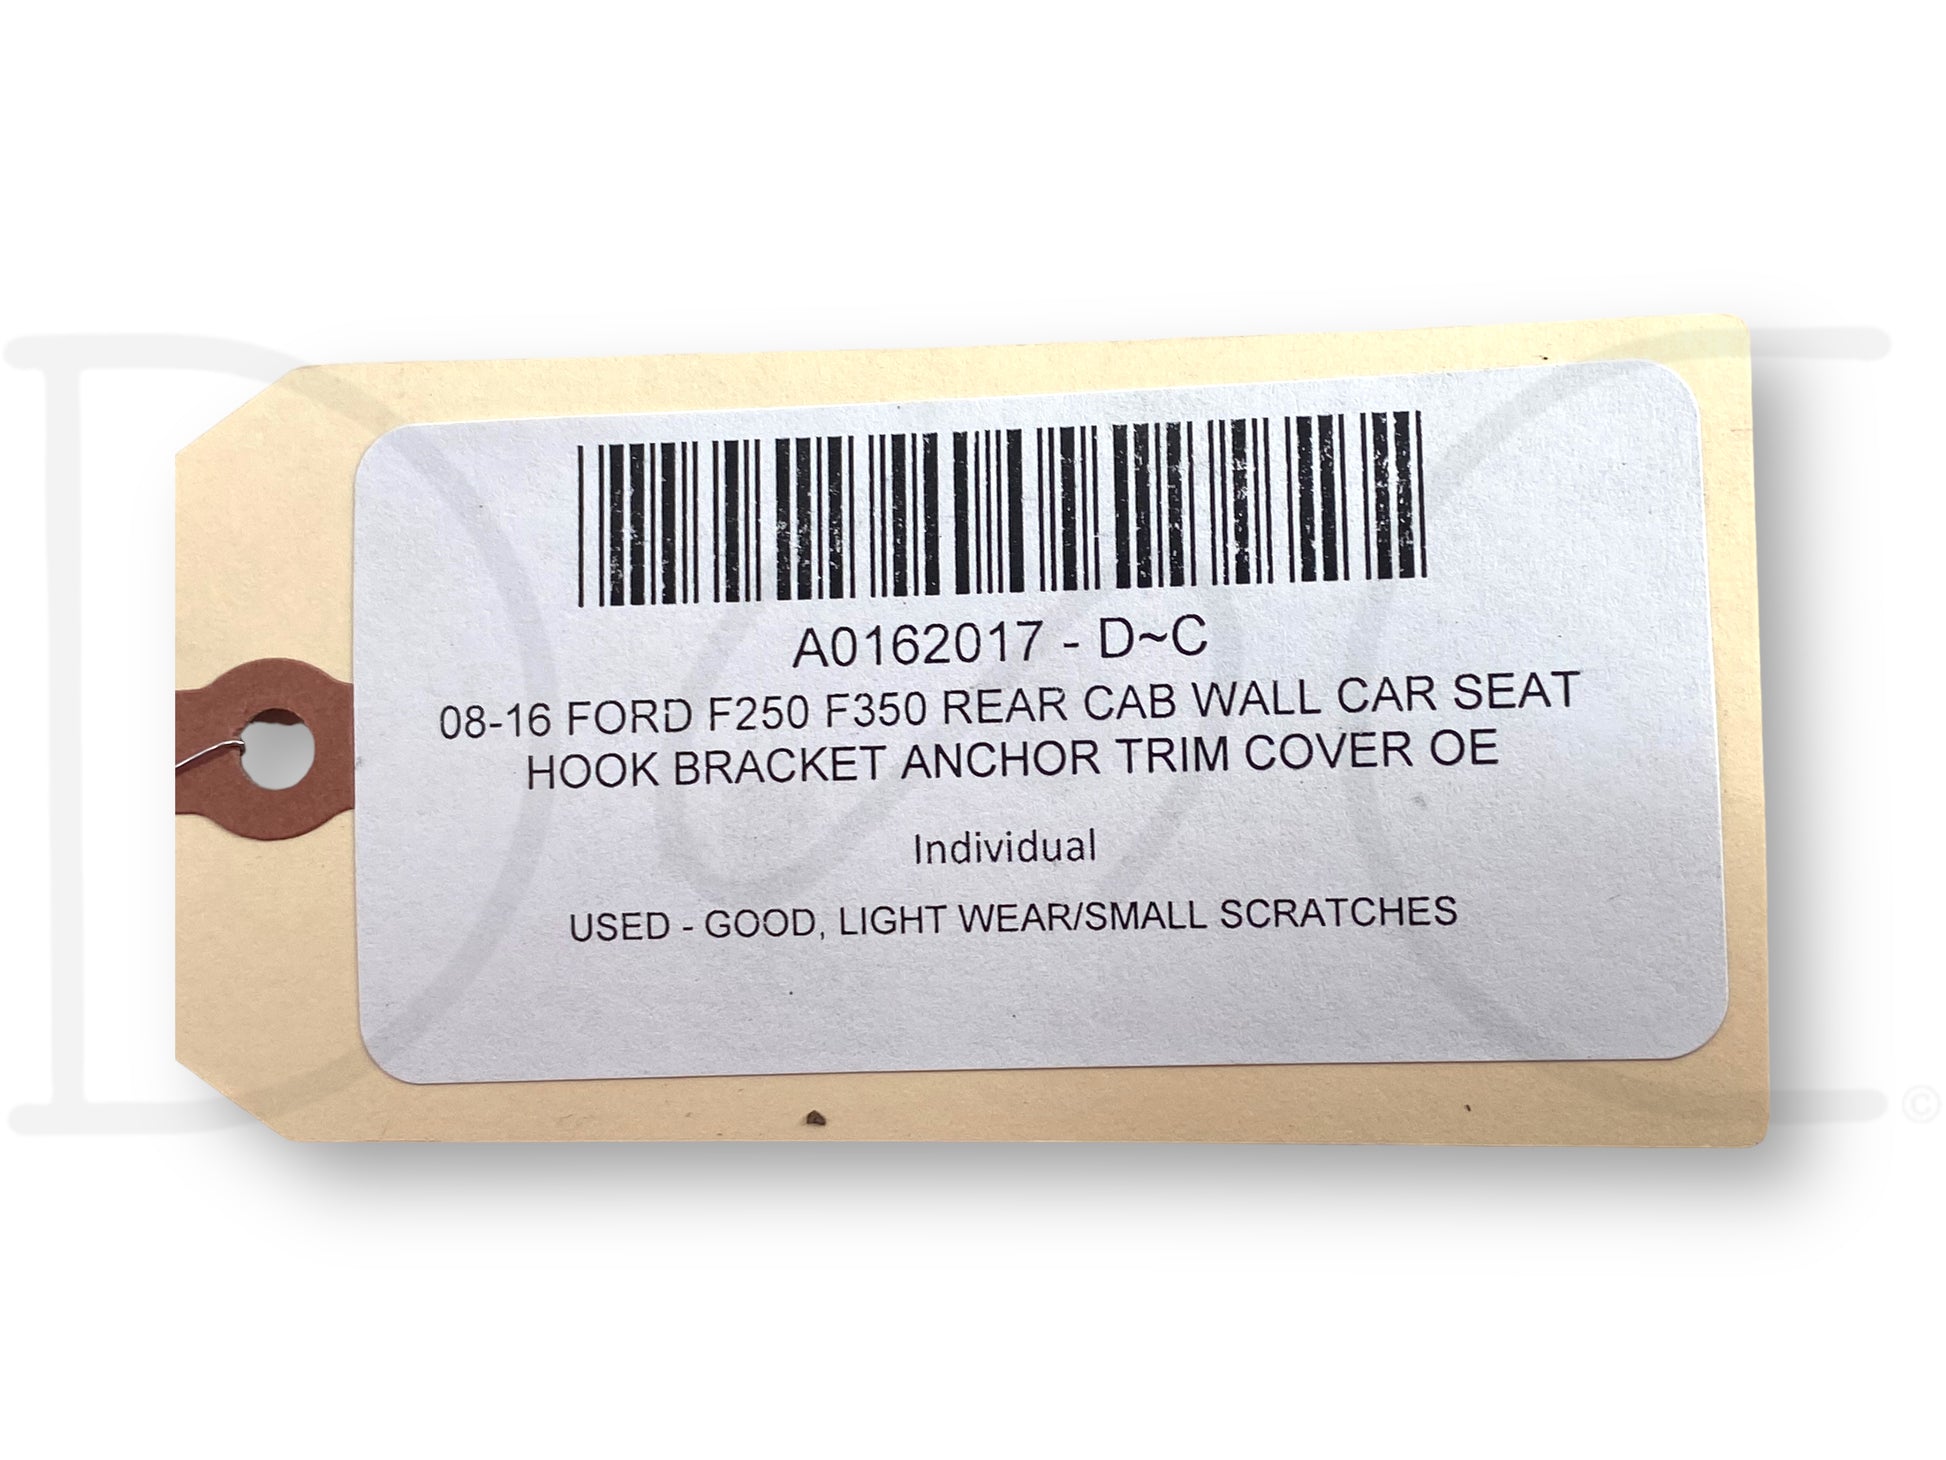 A0162017 - D~C
08-16 FORD F250 F350 REAR CAB WALL CAR SEAT
HOOK BRACKET ANCHOR TRIM COVER OE
Individual
USED - GOOD, LIGHT WEAR/SMALL SCRATCHES
D~C ©